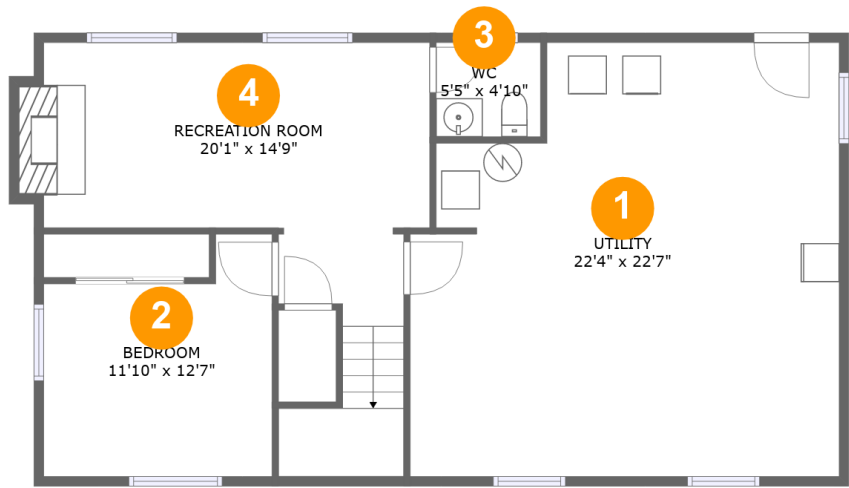 3
WC
5'5" x 4'10"
4
RECREATION ROOM
20'1" x 14'9"
1
UTILITY
22'4" x 22'7"
2
BEDROOM
11'10" x 12'7"